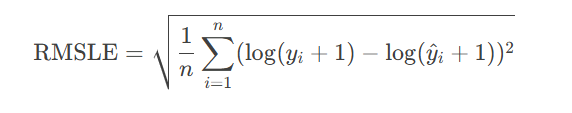 RMSLE = √(1/n ∑_{i=1}^{n} (log(y_i + 1) − log(ŷ_i + 1))²)